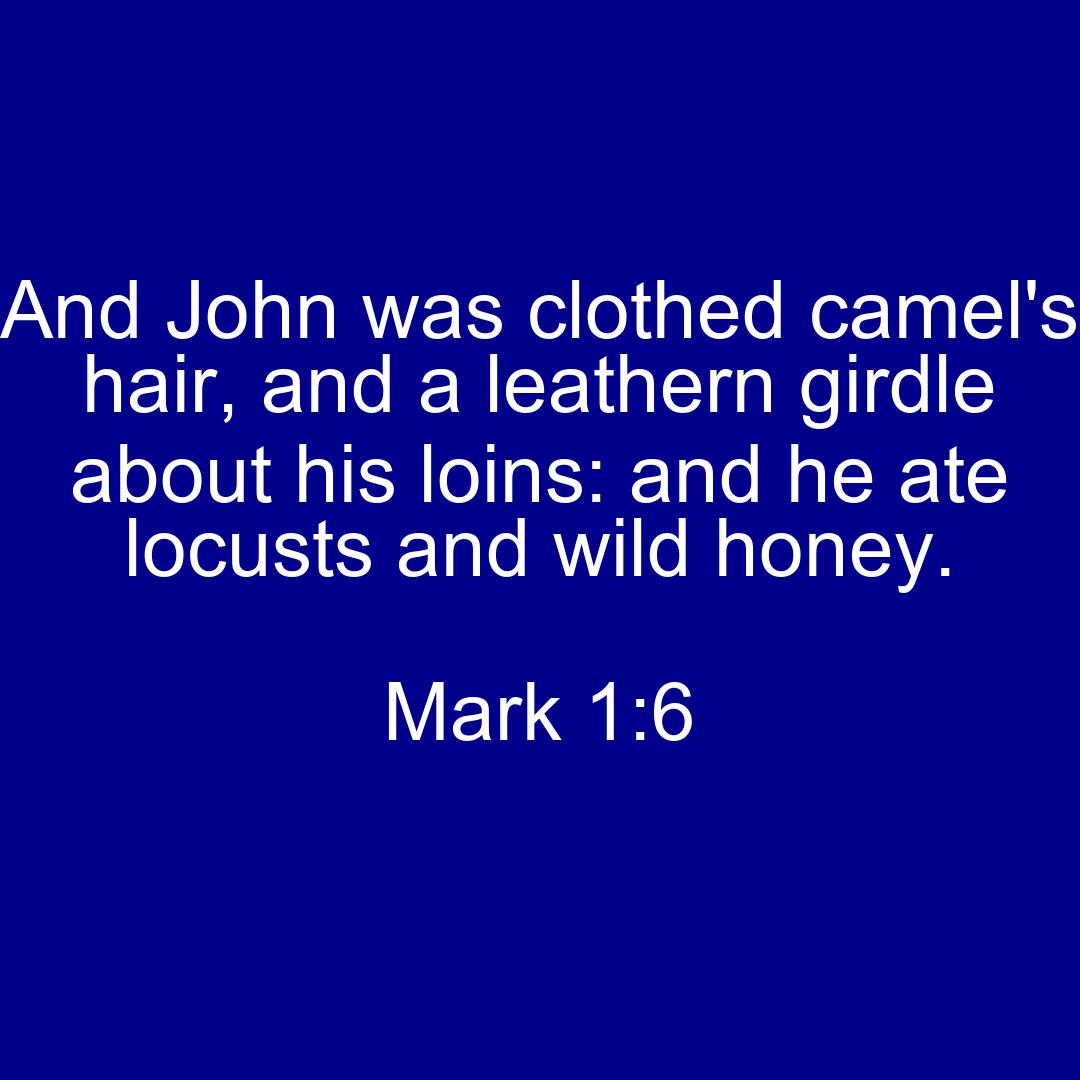 And John was clothed camel's
hair, and a leathern girdle
about his loins: and he ate
locusts and wild honey.
Mark 1:6